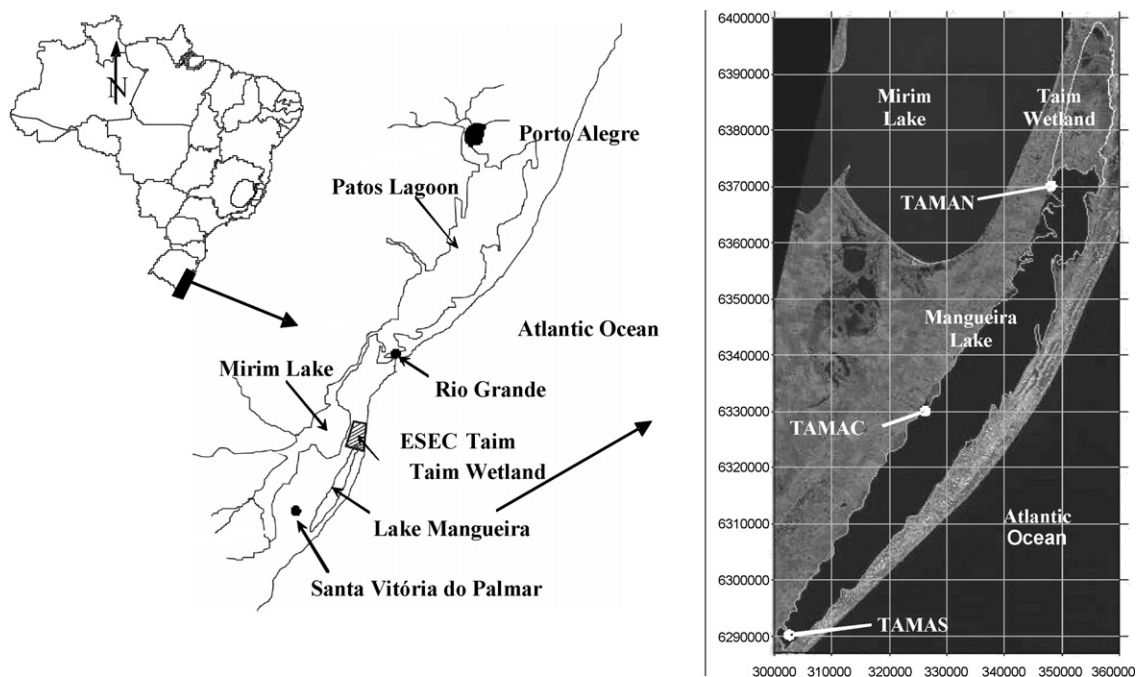 N
Porto Alegre
Patos Lagoon
Atlantic Ocean
Rio Grande
Mirim Lake
ESEC Taim
Taim Wetland
Lake Mangueira
Santa Vitória do Palmar
6400000
6390000
6380000
6370000
6360000
6350000
6340000
6330000
6320000
6310000
6300000
6290000
Mirim
Lake
Taim
Wetland
TAMAN
Mangueira
Lake
TAMAC
Atlantic
Ocean
TAMAS
300000 310000 320000 330000 340000 350000 360000